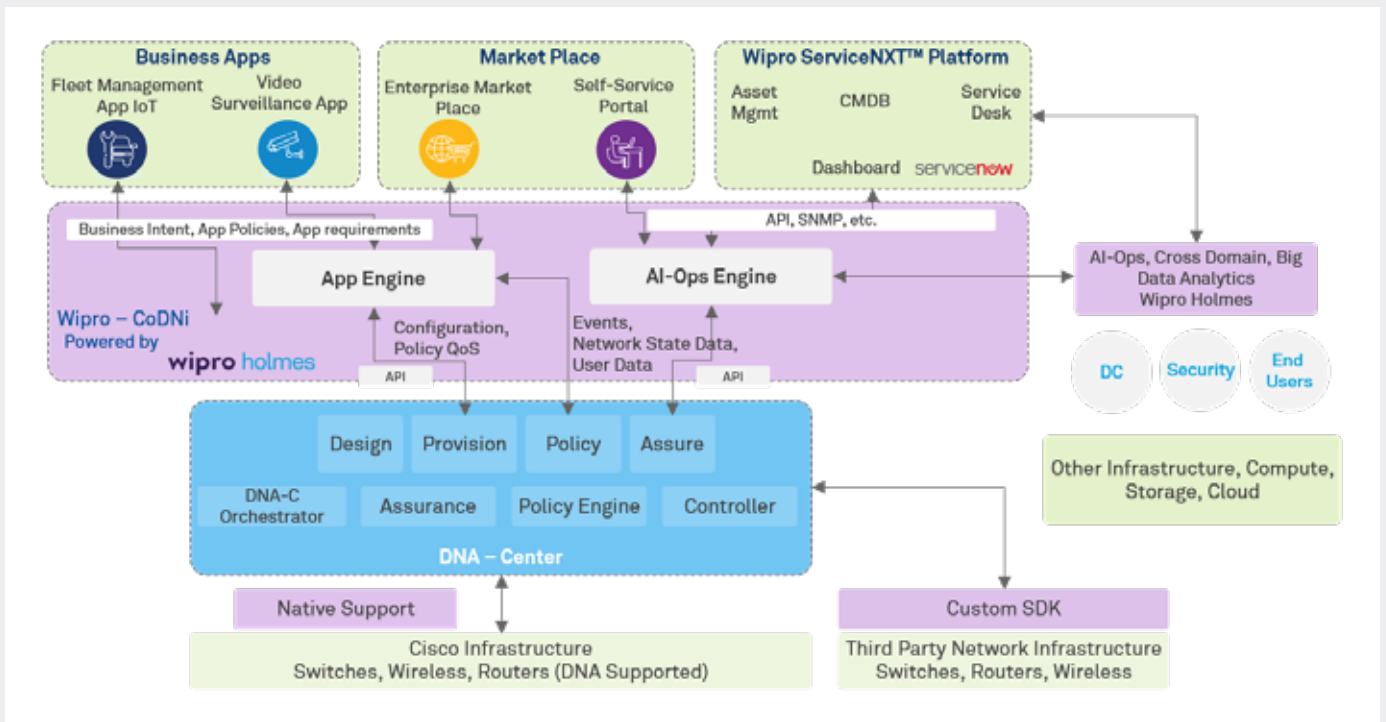 Business Apps
Fleet Management
App IoT
Video
Surveillance App
Market Place
Enterprise Market
Place
Self-Service
Portal
Wipro ServiceNXT™ Platform
Asset
Mgmt
CMDB
Service
Desk
Dashboard
servicenow
Business Intent, App Policies, App requirements
API, SNMP, etc.
App Engine
AI-Ops Engine
AI-Ops, Cross Domain, Big
Data Analytics
Wipro Holmes
Wipro – CoDNi
Powered by
wipro holmes
Configuration,
Policy QoS
Events,
Network State Data,
User Data
API
API
DC
Security
End
Users
Design
Provision
Policy
Assure
DNA-C
Orchestrator
Assurance
Policy Engine
Controller
DNA – Center
Other Infrastructure, Compute,
Storage, Cloud
Native Support
Custom SDK
Cisco Infrastructure
Switches, Wireless, Routers (DNA Supported)
Third Party Network Infrastructure
Switches, Routers, Wireless